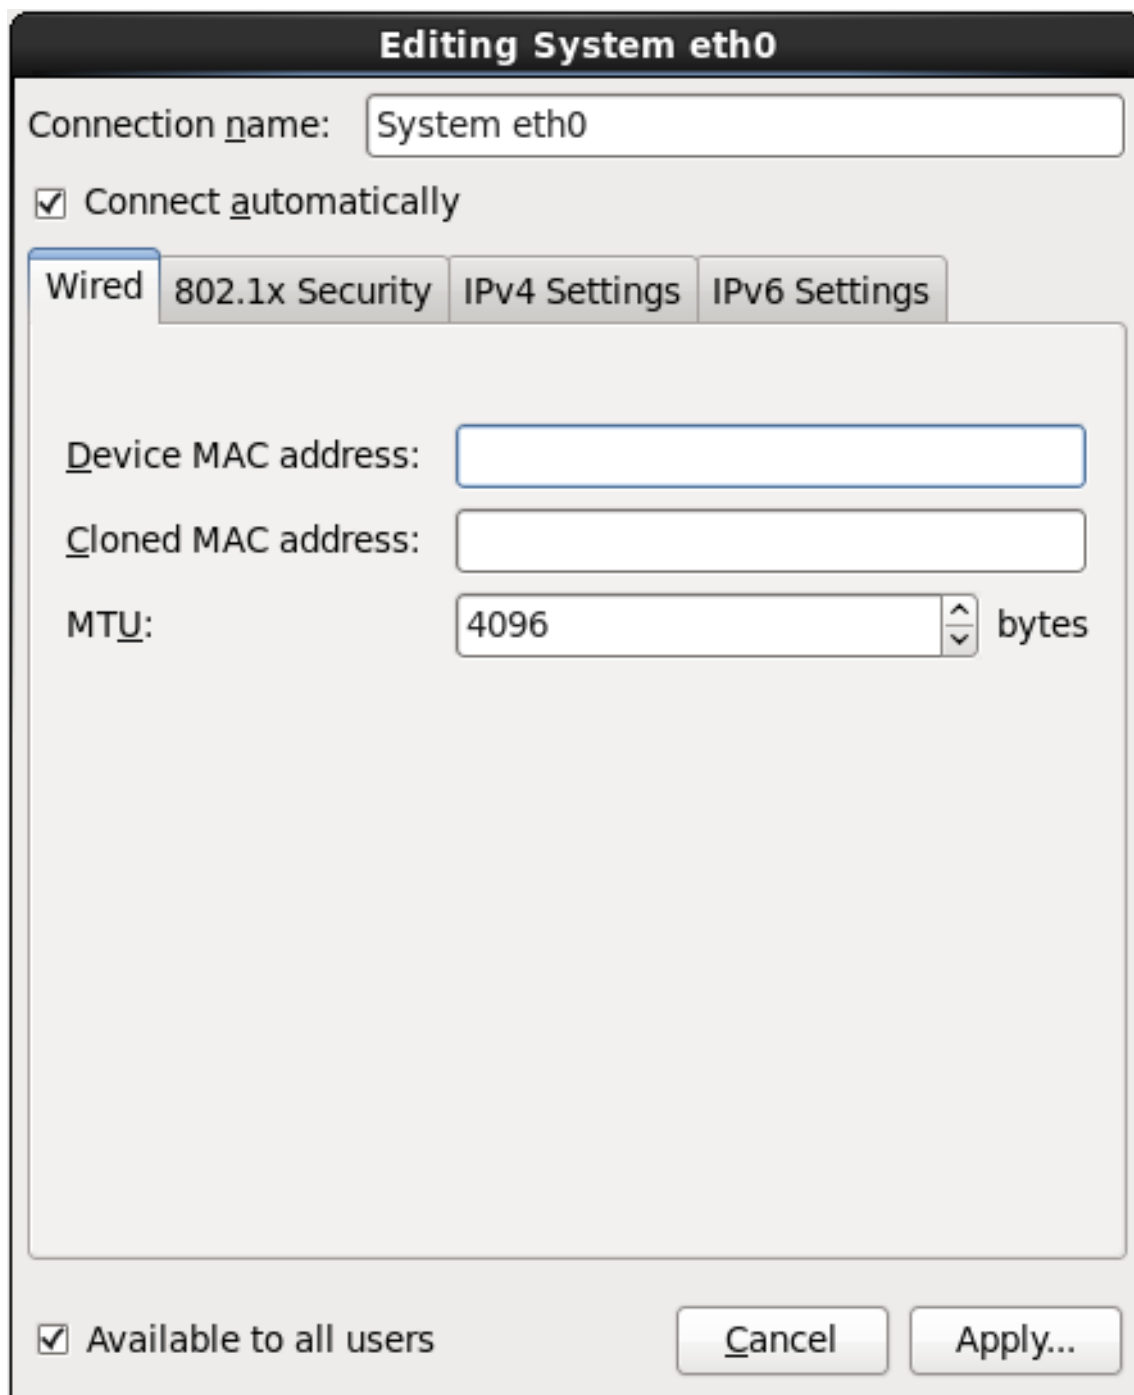 Editing System eth0
Connection name: System eth0
Connect automatically
Wired 802.1x Security IPv4 Settings IPv6 Settings
Device MAC address:
Cloned MAC address:
MTU: 4096 bytes
Available to all users Cancel Apply...